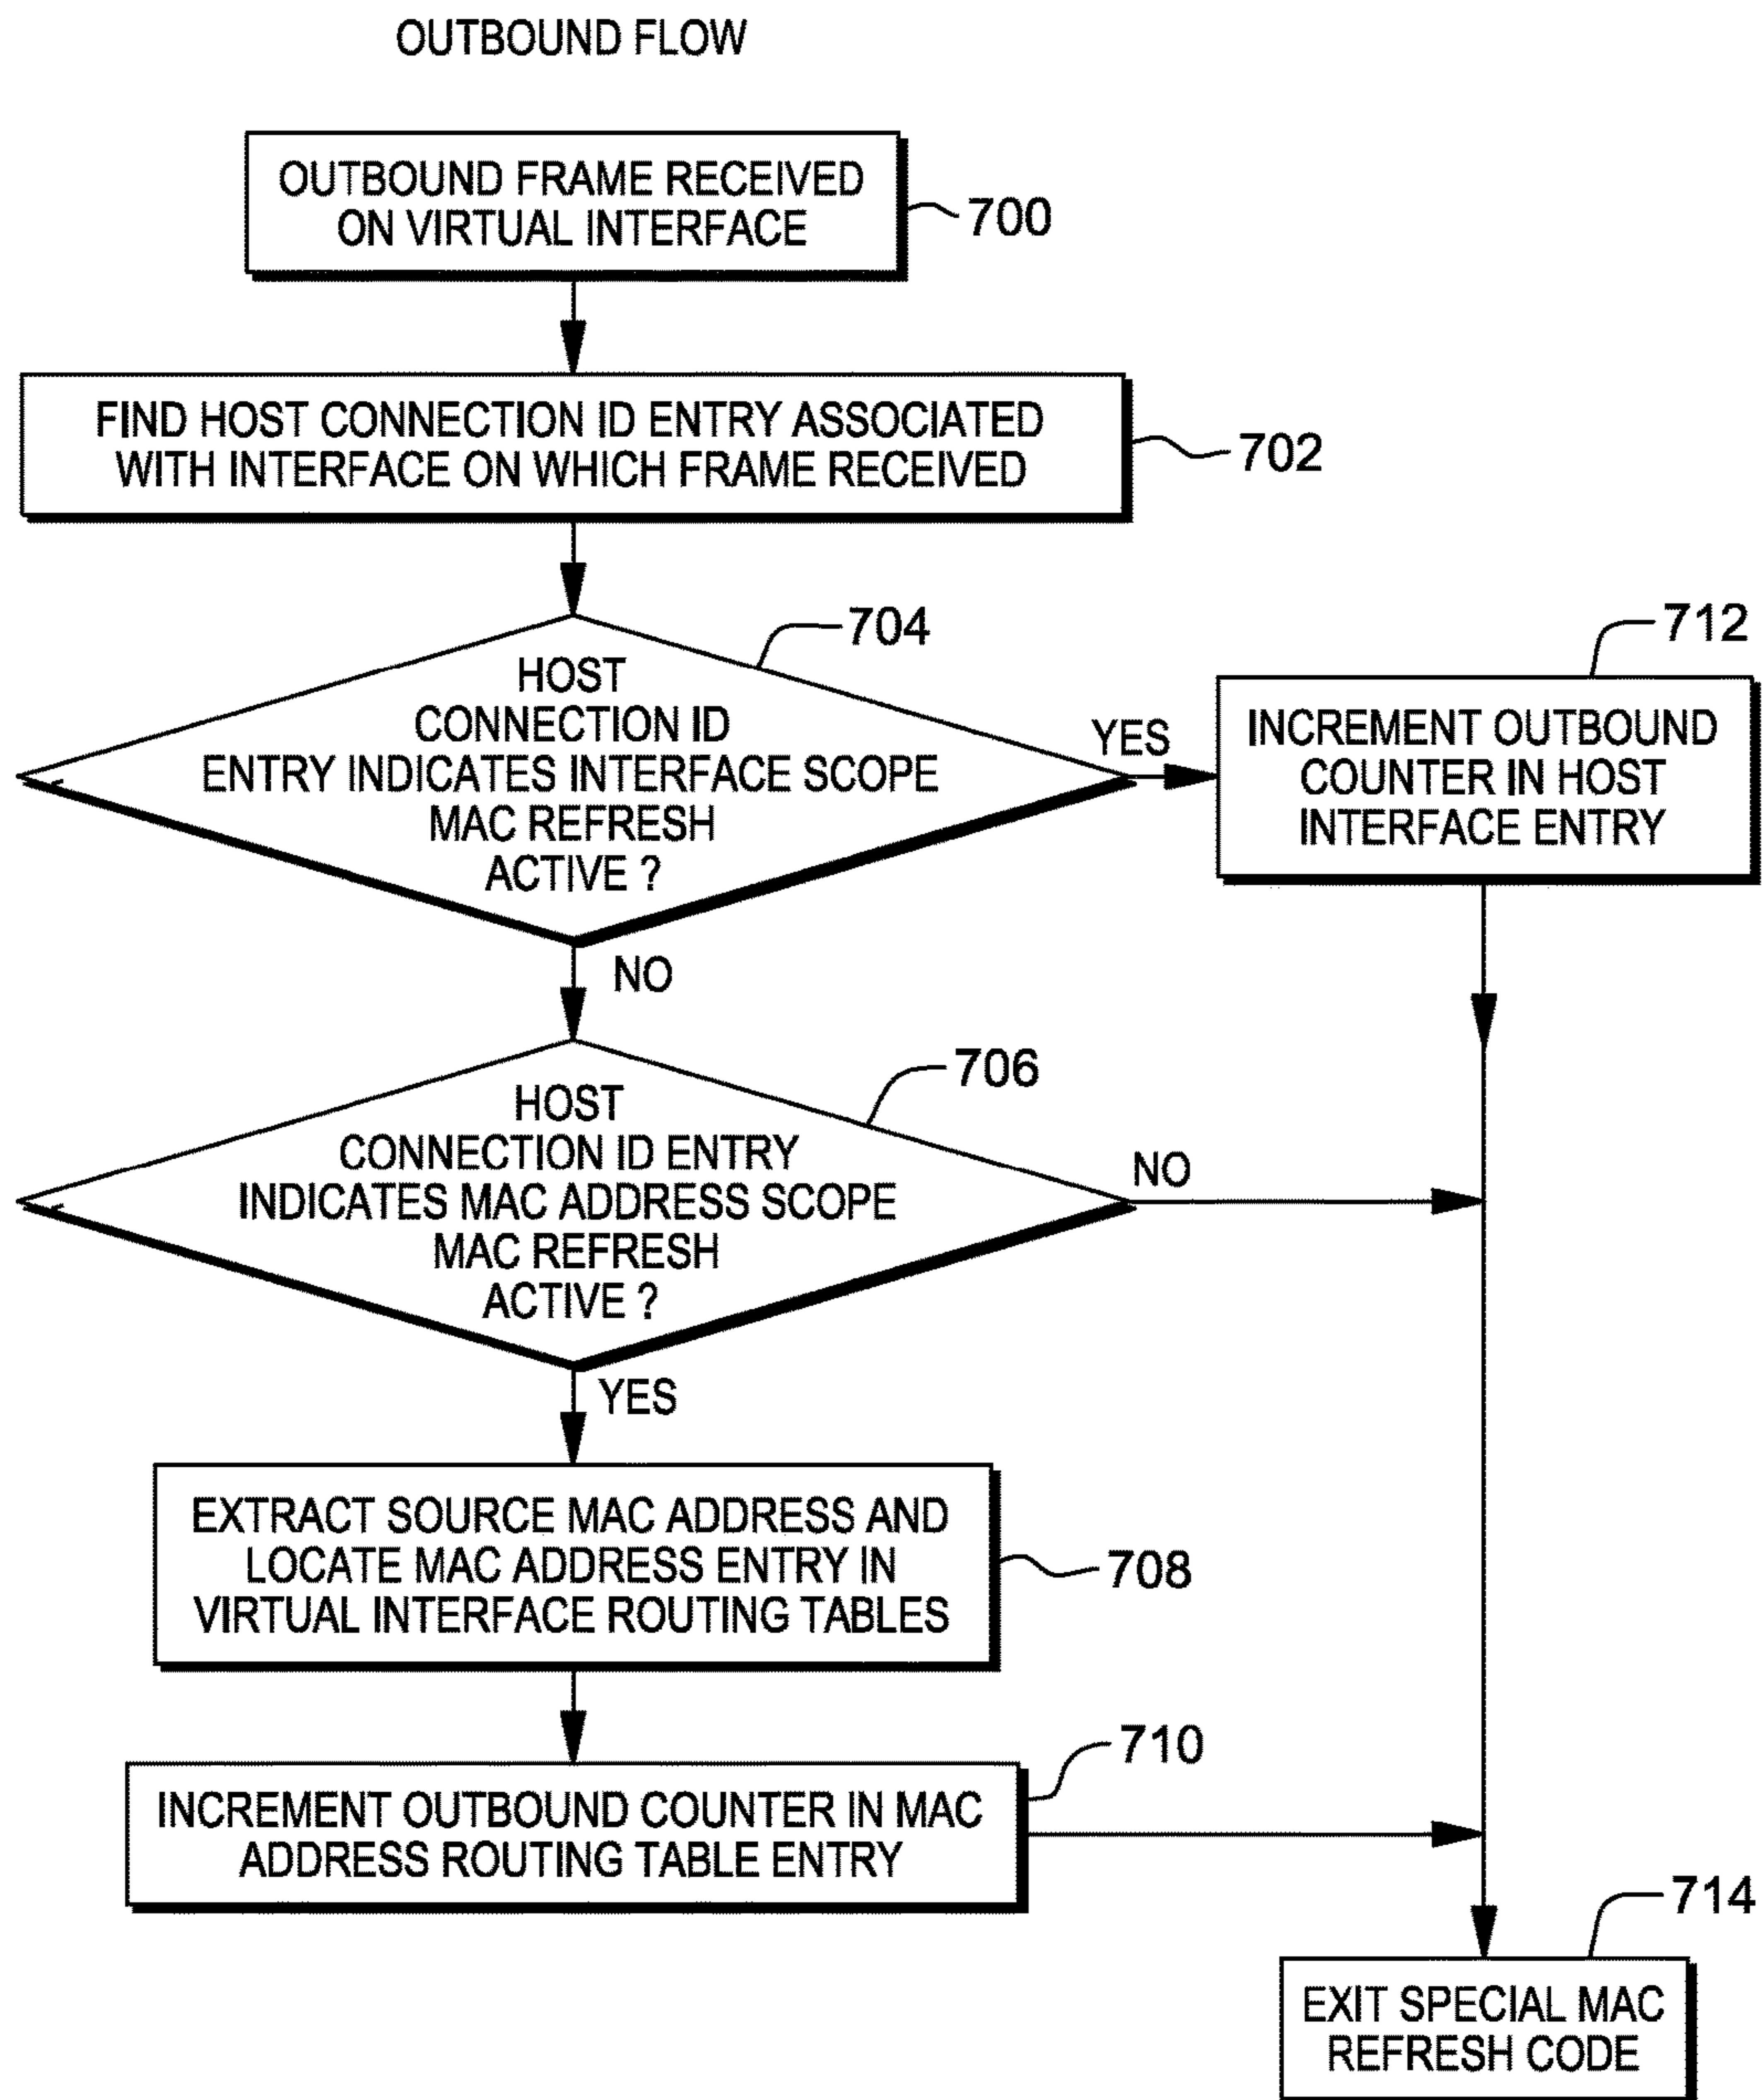 OUTBOUND FLOW
OUTBOUND FRAME RECEIVED
ON VIRTUAL INTERFACE
700
FIND HOST CONNECTION ID ENTRY ASSOCIATED
WITH INTERFACE ON WHICH FRAME RECEIVED
702
704
HOST
CONNECTION ID
ENTRY INDICATES INTERFACE SCOPE
MAC REFRESH
ACTIVE ?
YES
712
INCREMENT OUTBOUND
COUNTER IN HOST
INTERFACE ENTRY
NO
706
HOST
CONNECTION ID ENTRY
INDICATES MAC ADDRESS SCOPE
MAC REFRESH
ACTIVE ?
NO
YES
EXTRACT SOURCE MAC ADDRESS AND
LOCATE MAC ADDRESS ENTRY IN
VIRTUAL INTERFACE ROUTING TABLES
708
710
INCREMENT OUTBOUND COUNTER IN MAC
ADDRESS ROUTING TABLE ENTRY
714
EXIT SPECIAL MAC
REFRESH CODE